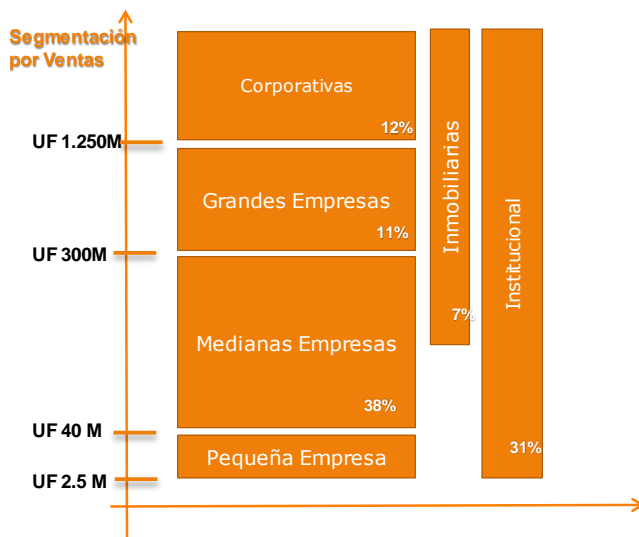 Segmentación
por Ventas
Corporativas
12%
UF 1.250M
Grandes Empresas
11%
UF 300M
Medianas Empresas
38%
UF 40 M
Pequeña Empresa
UF 2.5 M
Inmobiliarias
7%
Institucional
31%